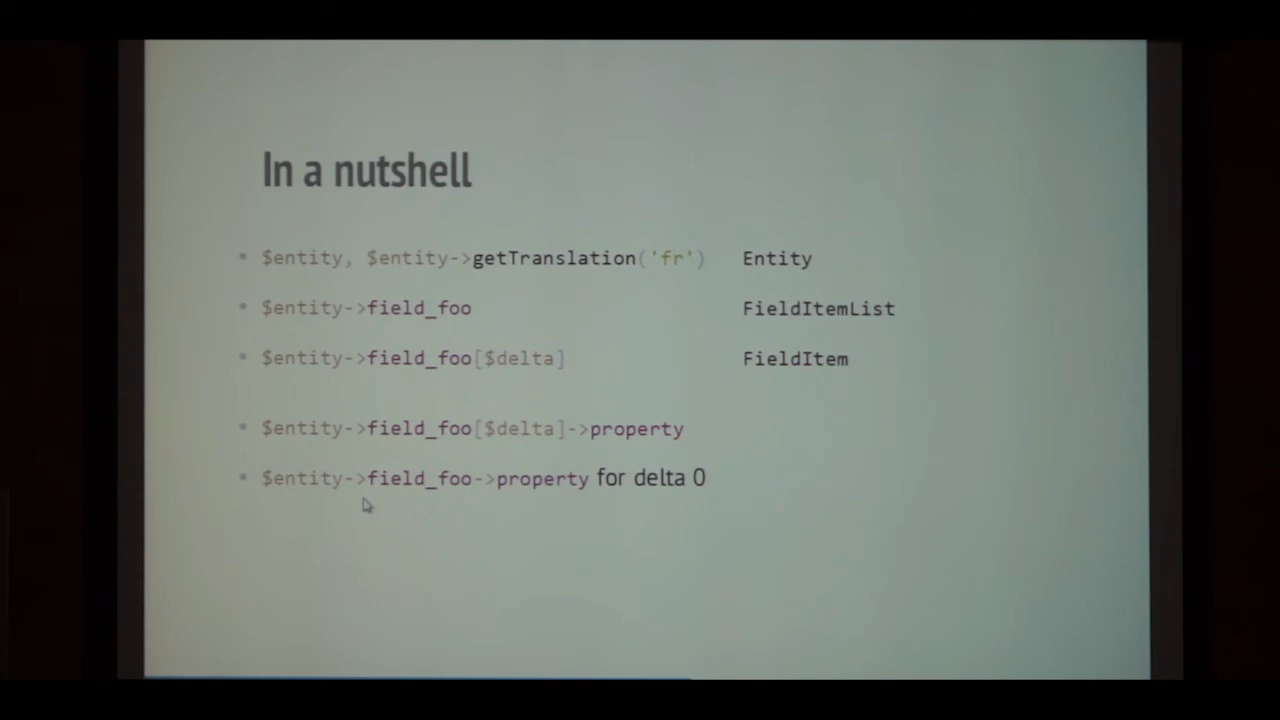 In a nutshell
• $entity, $entity->getTranslation('fr') Entity
• $entity->field_foo FieldItemList
• $entity->field_foo[$delta] FieldItem
• $entity->field_foo[$delta]->property
• $entity->field_foo->property for delta 0